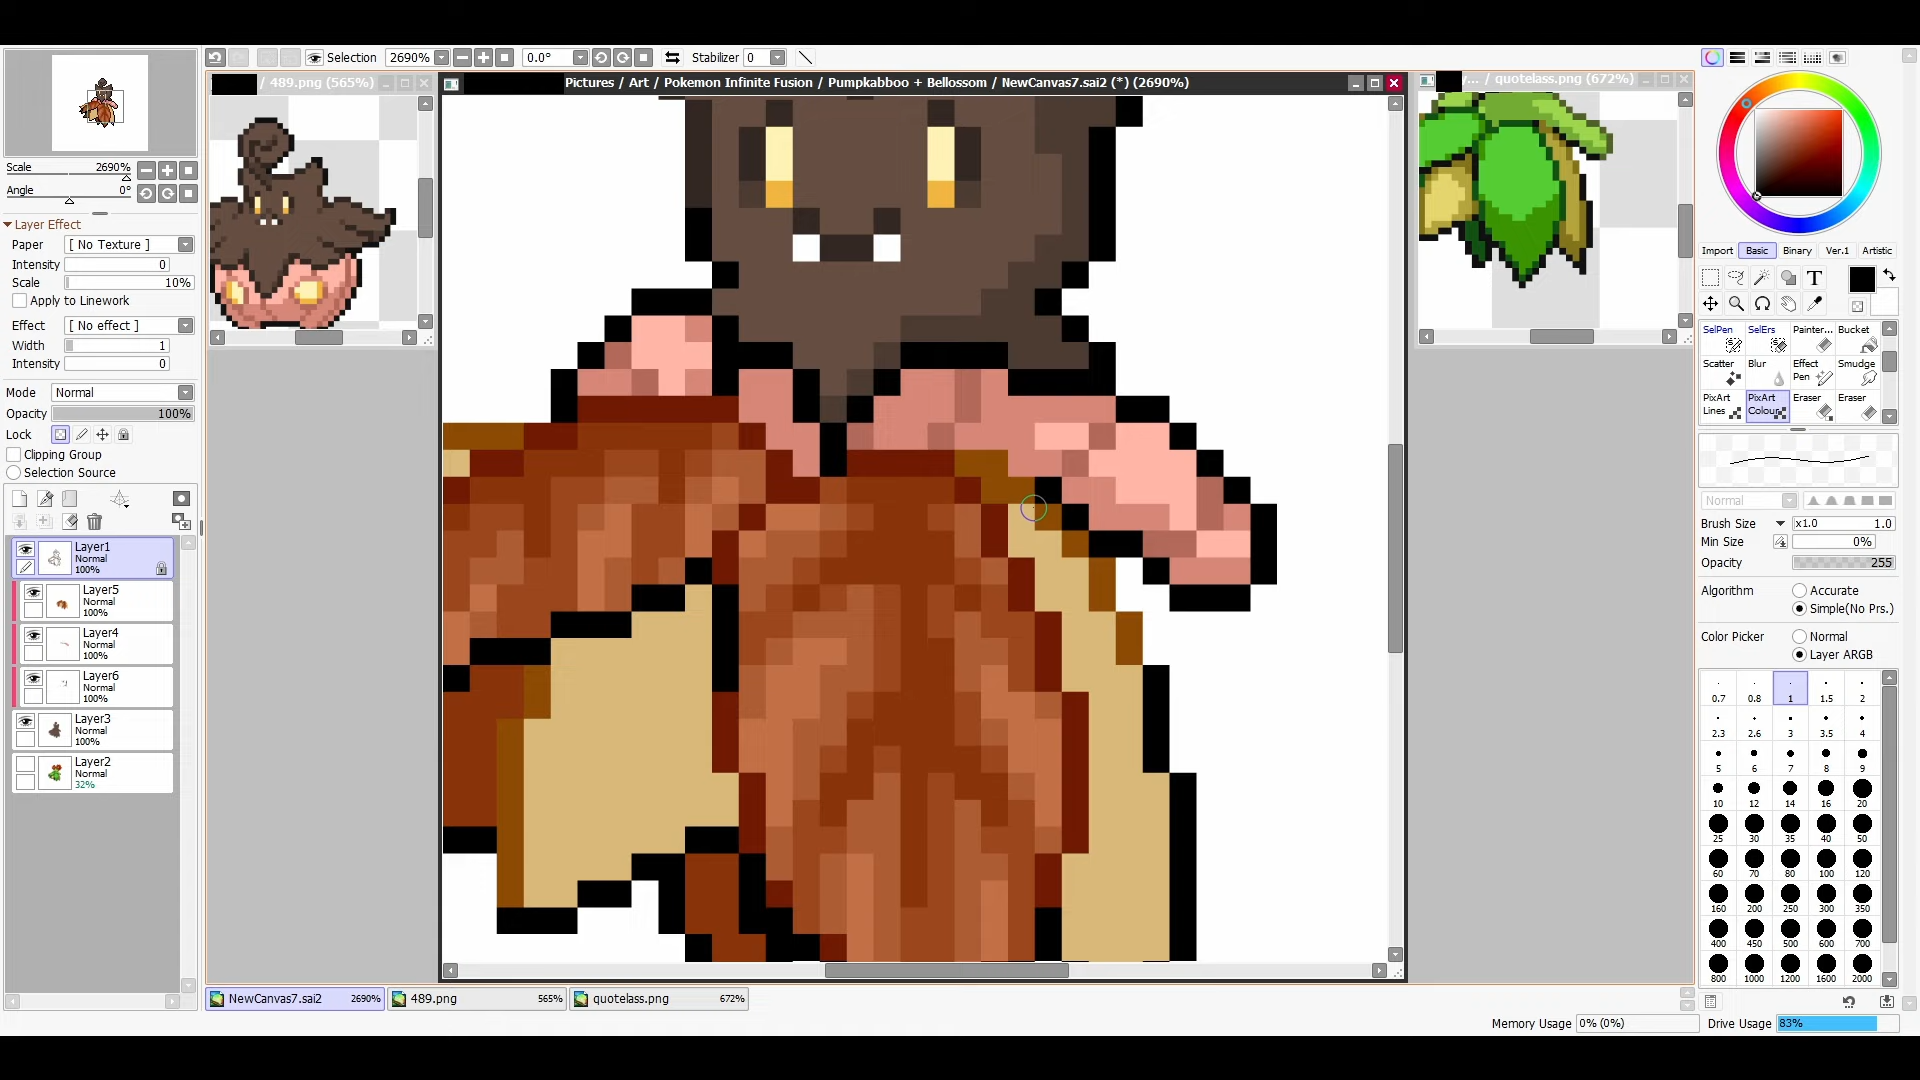 Selection 2690% 0.0° Stabilizer 0
/ 489.png (565%)
Pictures / Art / Pokemon Infinite Fusion / Pumpkabboo + Bellossom / NewCanvas7.sai2 (*) (2690%)
/ quotelass.png (672%)
Scale 2690%
Angle 0°
Layer Effect
Paper [ No Texture ]
Intensity 0
Scale 10%
Apply to Linework
Effect [ No effect ]
Width 1
Intensity 0
Mode Normal
Opacity 100%
Lock
Clipping Group
Selection Source
Layer1
Normal
100%
Layer5
Normal
100%
Layer4
Normal
100%
Layer6
Normal
100%
Layer3
Normal
100%
Layer2
Normal
32%
Import Basic Binary Ver.1 Artistic
T
SelPen SelErs Painter... Bucket
Scatter Blur Effect Pen Smudge
PixArt Lines PixArt Colour Eraser Eraser
Normal
Brush Size x1.0 1.0
Min Size 0%
Opacity 255
Algorithm Accurate
Simple(No Prs.)
Color Picker Normal
Layer ARGB
0.7 0.8 1 1.5 2
2.3 2.6 3 3.5 4
5 6 7 8 9
10 12 14 16 20
25 30 35 40 50
60 70 80 100 120
160 200 250 300 350
400 450 500 600 700
800 1000 1200 1600 2000
NewCanvas7.sai2 2690% 489.png 565% quotelass.png 672%
Memory Usage 0% (0%) Drive Usage 83%